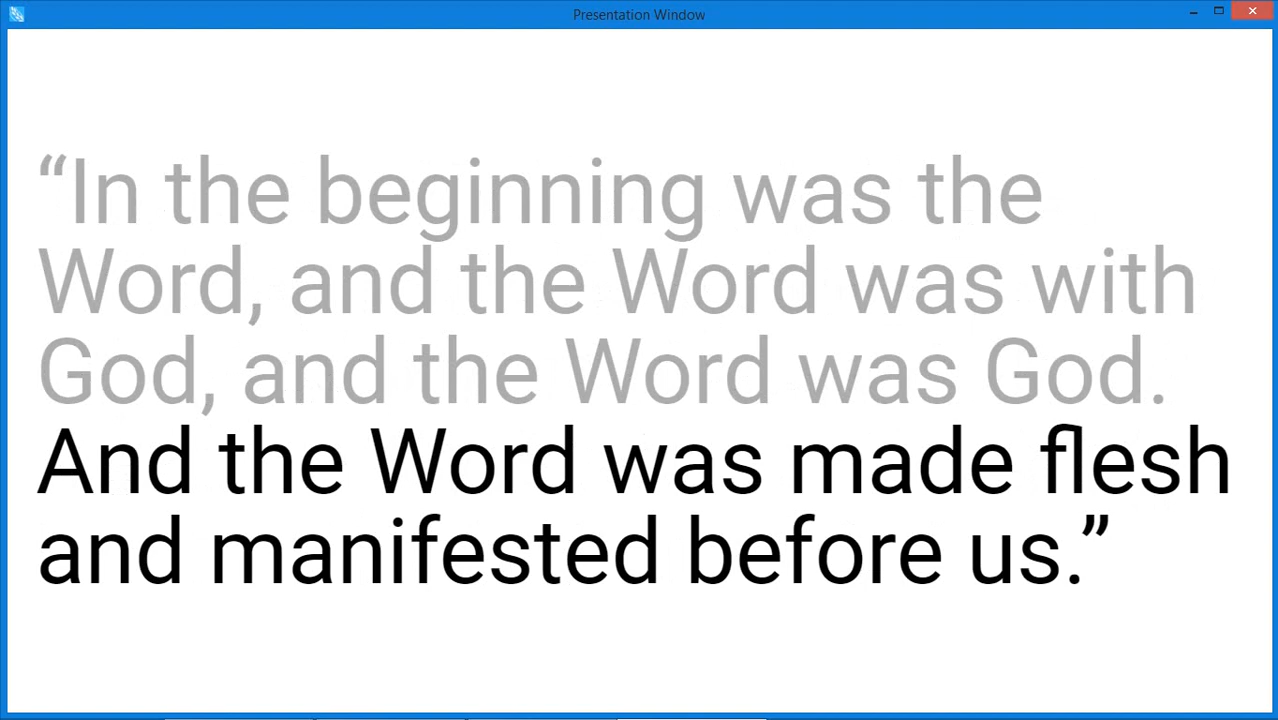 Presentation Window
“In the beginning was the
Word, and the Word was with
God, and the Word was God.
And the Word was made flesh
and manifested before us.”